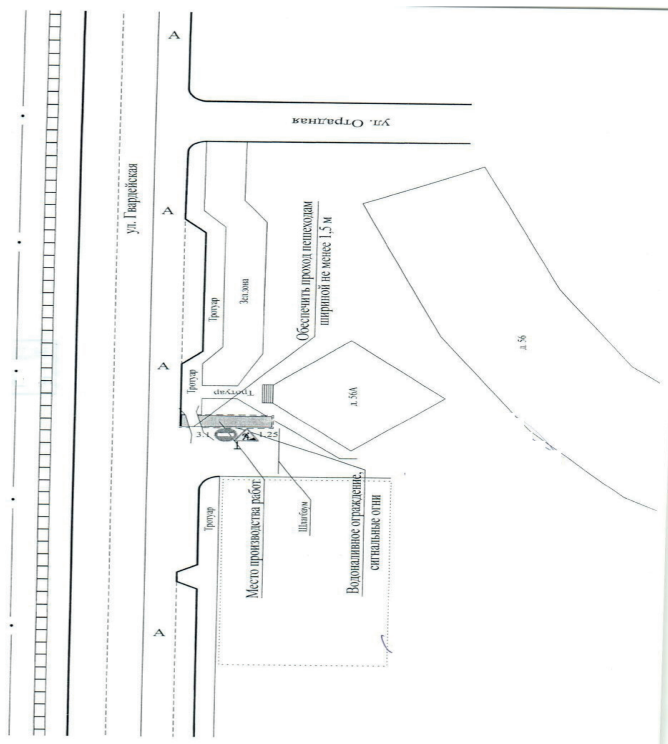 А
ул. Отрадная
ул. Гвардейская
А
Тротуар
Зел.зона
Обеспечить проход пешеходам
шириной не менее 1,5 м
А
Тротуар
Тротуар
д. 56А
д. 56
3.1
1.25
1
Тротуар
Место производства работ
Шлагбаум
Водоналивное ограждение,
сигнальные огни
А